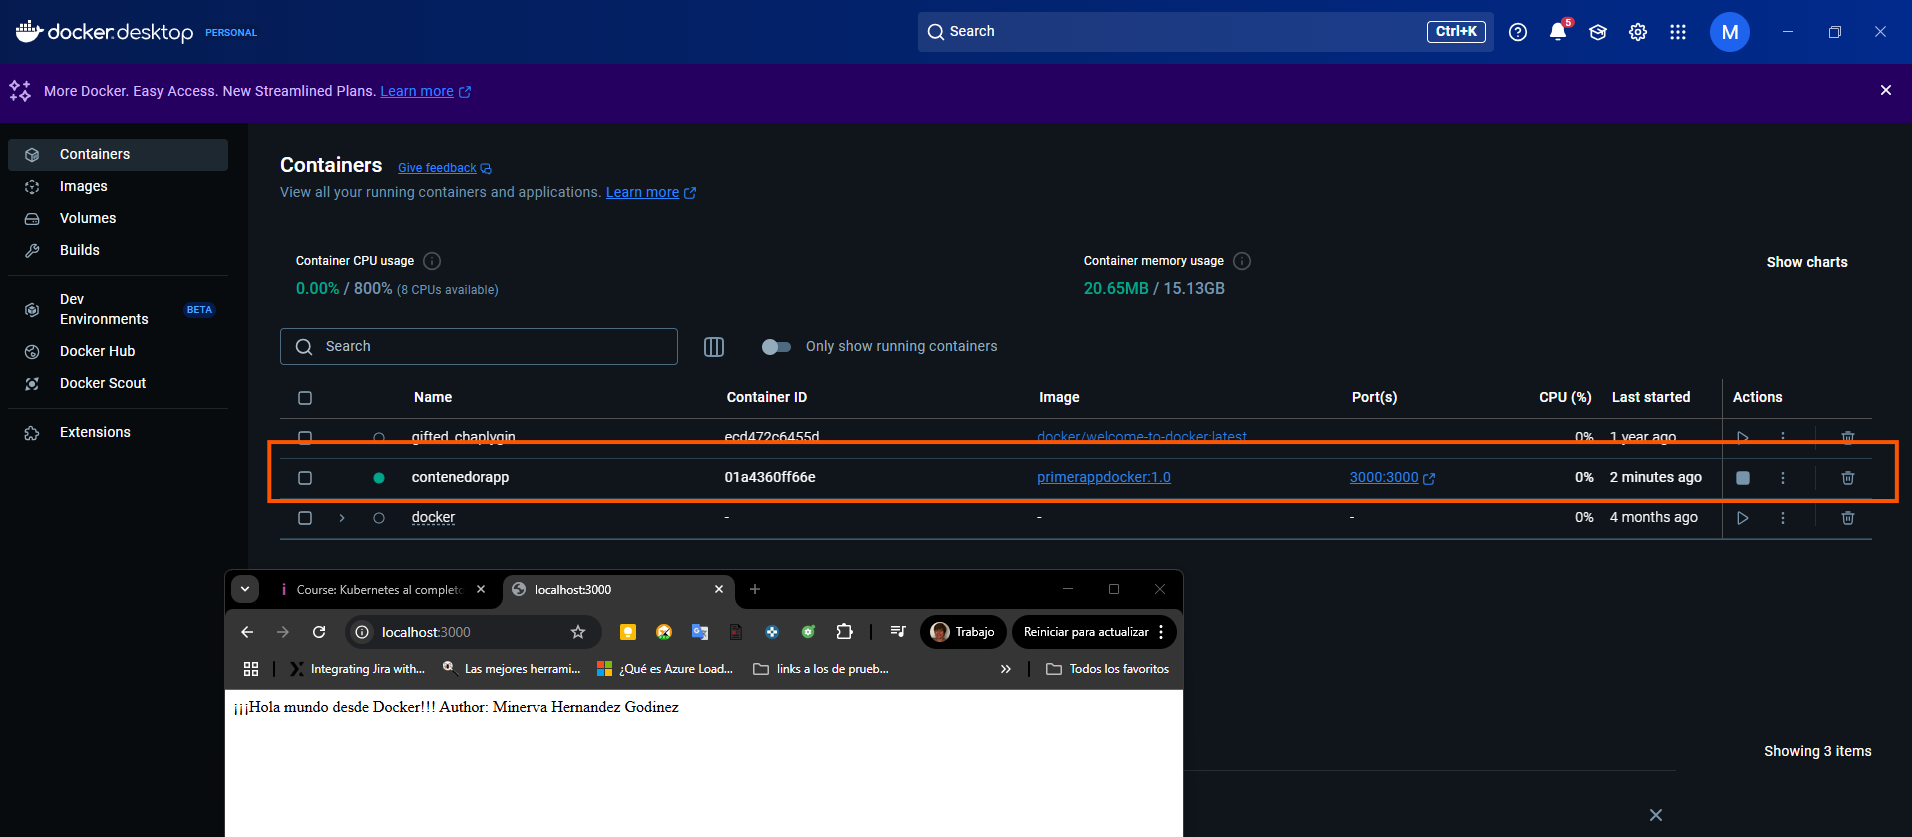 docker.desktop PERSONAL
Search Ctrl+K 5 M
More Docker. Easy Access. New Streamlined Plans. Learn more
Containers
Images
Volumes
Builds
Dev Environments BETA
Docker Hub
Docker Scout
Extensions
Containers Give feedback
View all your running containers and applications. Learn more
Container CPU usage
0.00% / 800% (8 CPUs available)
Container memory usage
20.65MB / 15.13GB
Show charts
Search
Only show running containers
Name Container ID Image Port(s) CPU (%) Last started Actions
gifted_chaplygin ecd472c6455d docker/welcome-to-docker:latest 0% 1 year ago
contenedorapp 01a4360ff66e primerappdocker:1.0 3000:3000 0% 2 minutes ago
docker - - - 0% 4 months ago
Course: Kubernetes al completo
localhost:3000
localhost:3000
Trabajo
Reiniciar para actualizar
Integrating Jira with...
Las mejores herrami...
¿Qué es Azure Load...
links a los de prueb...
Todos los favoritos
¡¡¡Hola mundo desde Docker!!! Author: Minerva Hernandez Godinez
Showing 3 items